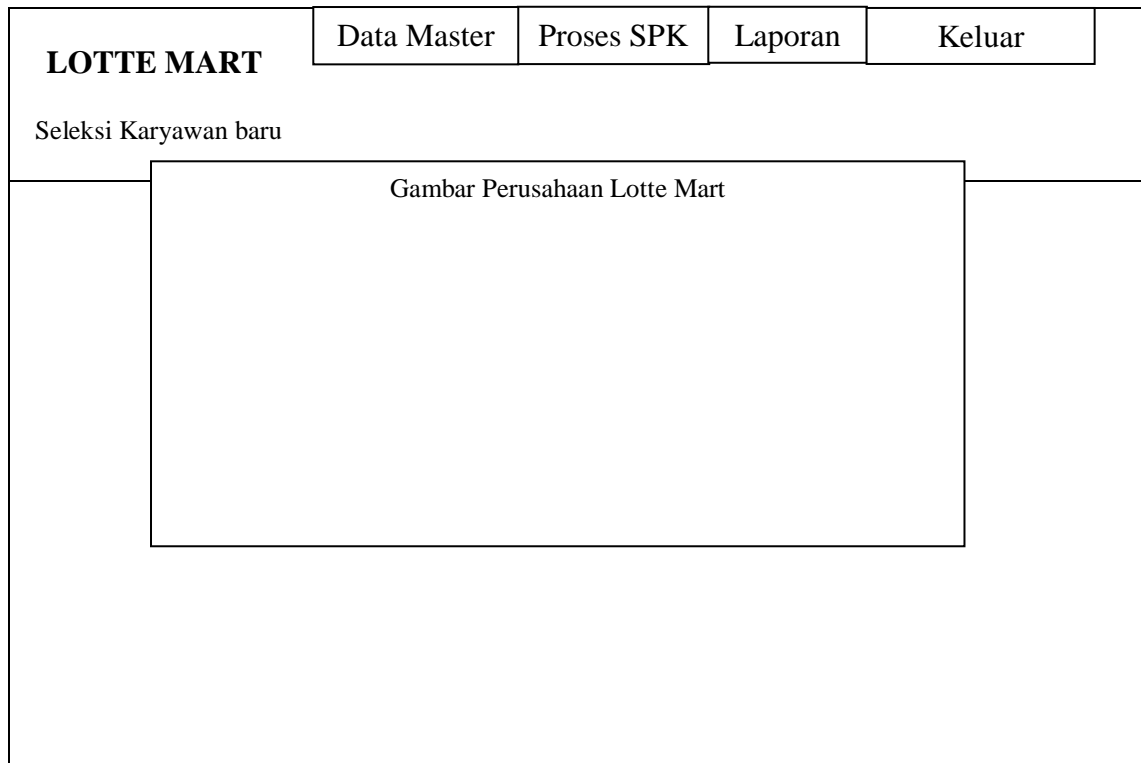 LOTTE MART
Data Master
Proses SPK
Laporan
Keluar
Seleksi Karyawan baru
Gambar Perusahaan Lotte Mart